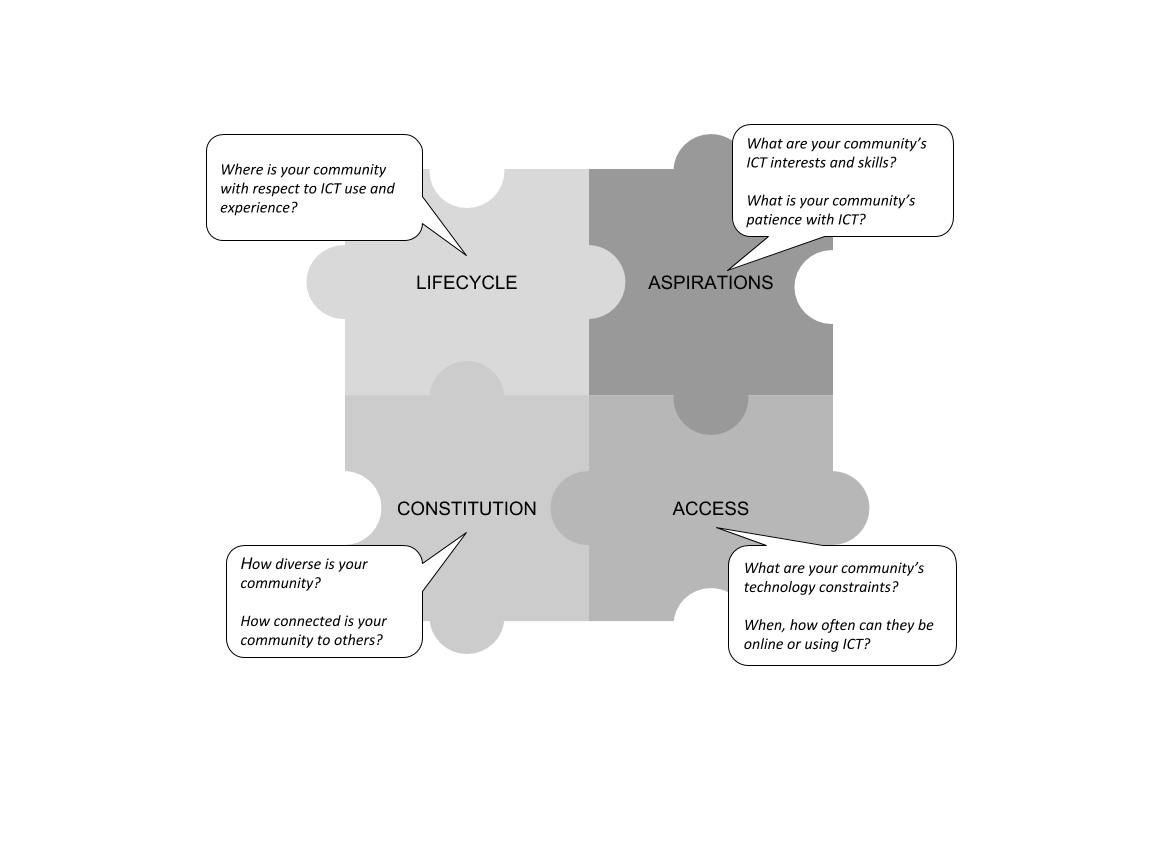 Where is your community
with respect to ICT use and
experience?
LIFECYCLE
What are your community’s
ICT interests and skills?
What is your community’s
patience with ICT?
ASPIRATIONS
CONSTITUTION
How diverse is your
community?
How connected is your
community to others?
ACCESS
What are your community’s
technology constraints?
When, how often can they be
online or using ICT?